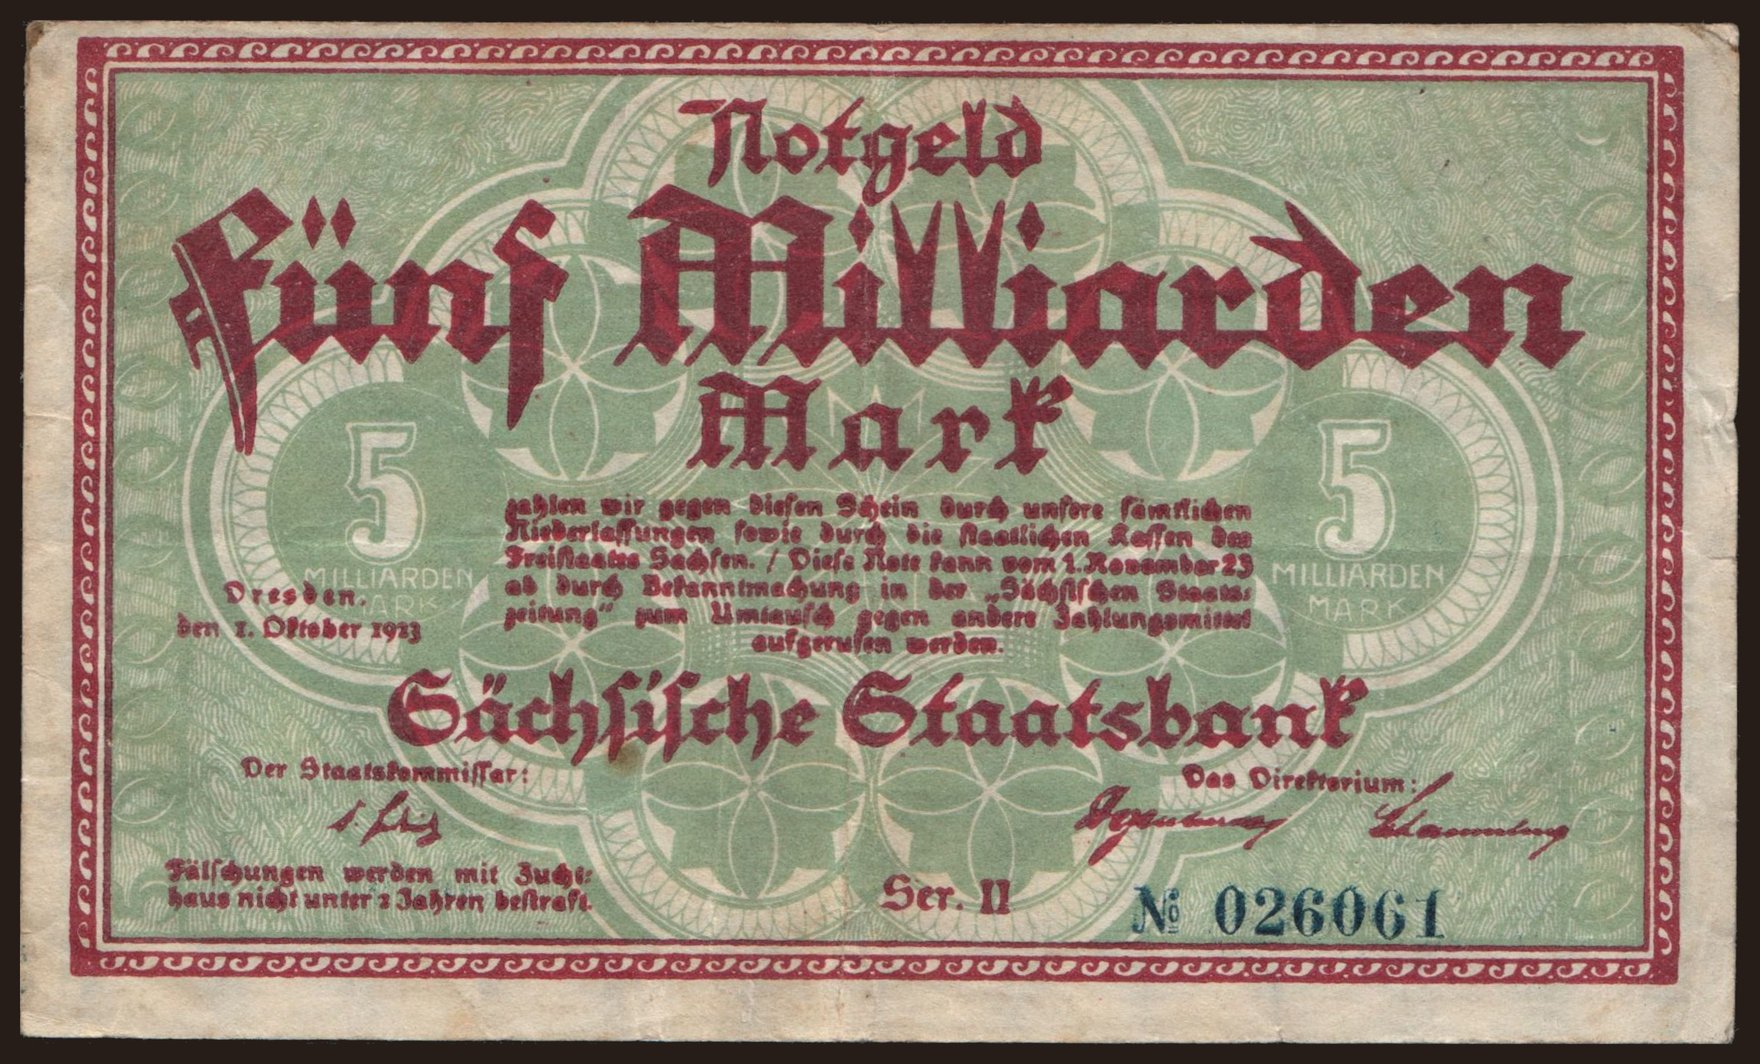 Notgeld
Fünf Milliarden
Mark
5
MILLIARDEN
MARK
5
MILLIARDEN
MARK
zahlen wir gegen diesen Schein durch unsere sämtlichen
Niederlassungen sowie durch die staatlichen Kassen des
Freistaates Sachsen. / Diese Note kann vom 1. November 23
ab durch Bekanntmachung in der „Sächsischen Staats-
zeitung“ zum Umtausch gegen andere Zahlungsmittel
aufgerufen werden.
Dresden,
den 1. Oktober 1923
Sächsische Staatsbank
Der Staatskommissar:
Das Direktorium:
Fälschungen werden mit Zucht-
haus nicht unter 2 Jahren bestraft.
Ser. II
№ 026061